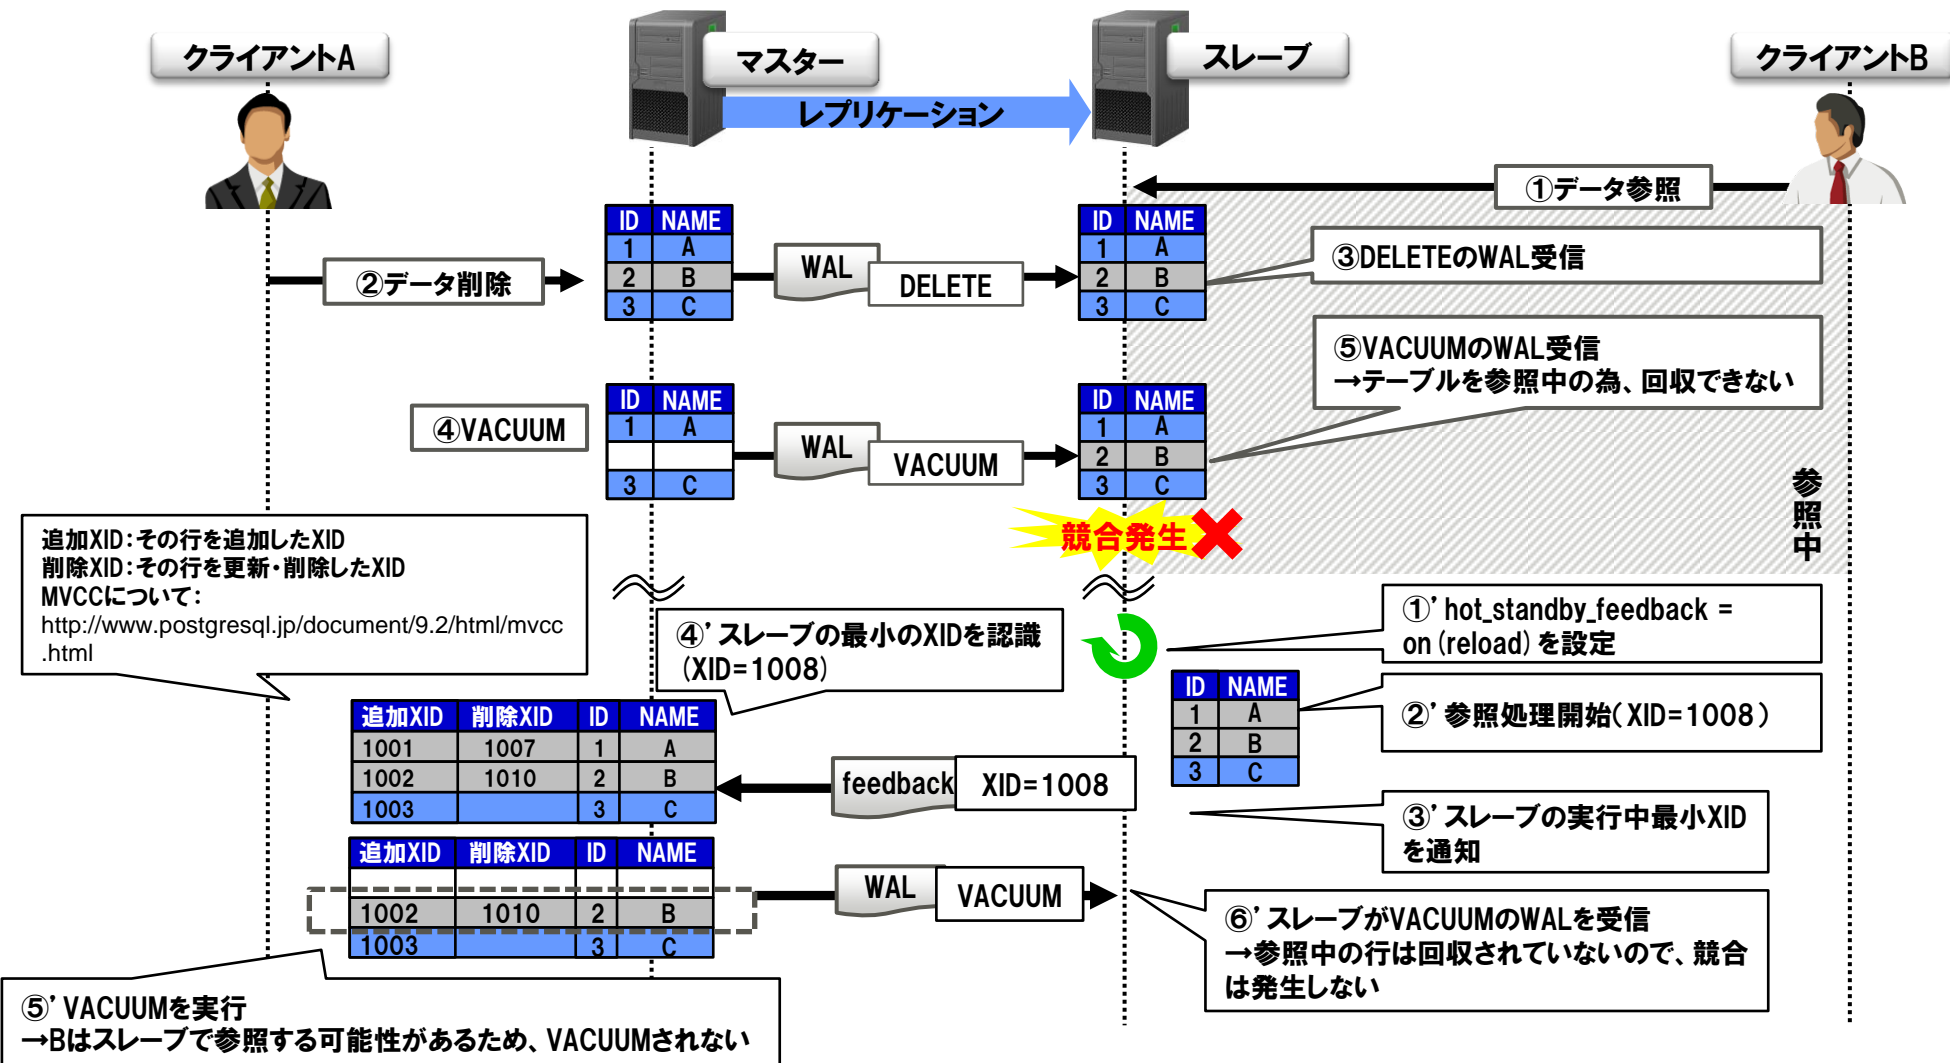 クライアントA
マスター
スレーブ
クライアントB
レプリケーション
①データ参照
ID NAME
1 A
2 B
3 C
ID NAME
1 A
2 B
3 C
②データ削除
WAL
DELETE
③DELETEのWAL受信
⑤VACUUMのWAL受信
→テーブルを参照中の為、回収できない
④VACUUM
ID NAME
1 A
3 C
WAL
VACUUM
ID NAME
1 A
2 B
3 C
参照中
競合発生
追加XID：その行を追加したXID
削除XID：その行を更新・削除したXID
MVCCについて：
http://www.postgresql.jp/document/9.2/html/mvcc
.html
④’スレーブの最小のXIDを認識
(XID=1008)
①’hot_standby_feedback =
on(reload)を設定
ID NAME
1 A
2 B
3 C
②’参照処理開始(XID=1008)
追加XID 削除XID ID NAME
1001 1007 1 A
1002 1010 2 B
1003 3 C
feedback
XID=1008
③’スレーブの実行中最小XID
を通知
追加XID 削除XID ID NAME
1002 1010 2 B
1003 3 C
WAL
VACUUM
⑥’スレーブがVACUUMのWALを受信
→参照中の行は回収されていないので、競合
は発生しない
⑤’VACUUMを実行
→Bはスレーブで参照する可能性があるため、VACUUMされない